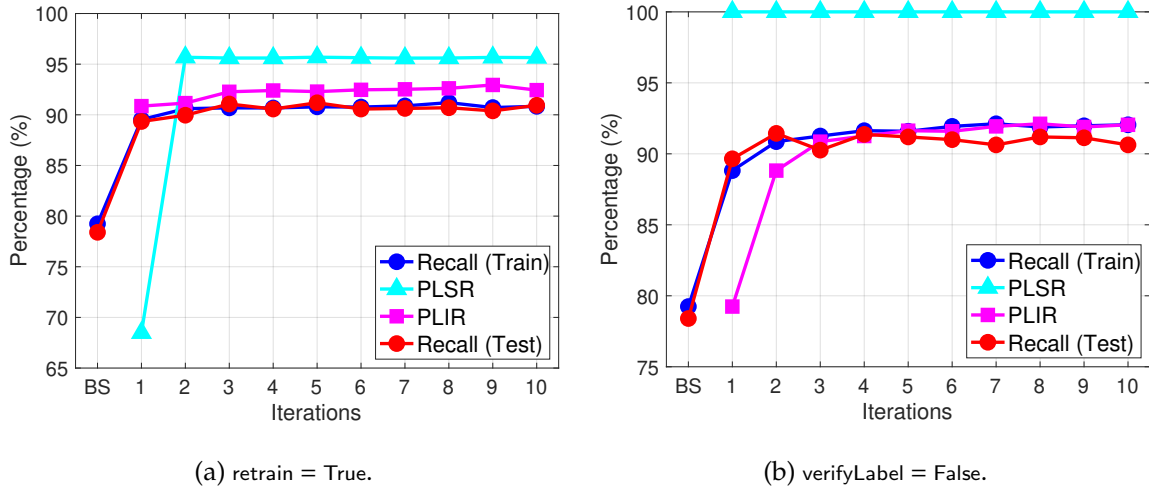 100
95
90
85
80
75
70
65
Percentage (%)
BS 1 2 3 4 5 6 7 8 9 10
Iterations
Recall (Train)
PLSR
PLIR
Recall (Test)
(a) retrain = True.
100
95
90
85
80
75
Percentage (%)
BS 1 2 3 4 5 6 7 8 9 10
Iterations
Recall (Train)
PLSR
PLIR
Recall (Test)
(b) verifyLabel = False.